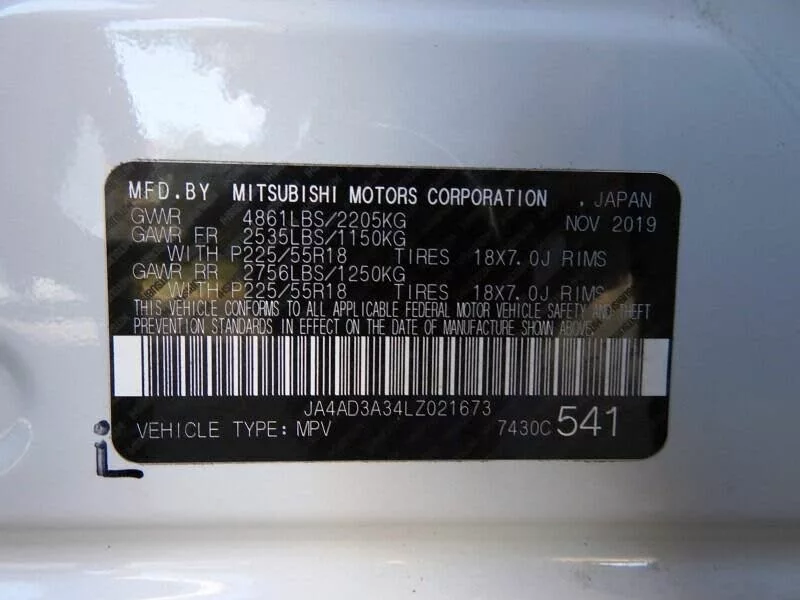 MFD.BY MITSUBISHI MOTORS CORPORATION . JAPAN
GWWR 4861LBS/2205KG NOV 2019
GAWR FR 2535LBS/1150KG
WITH P225/55R18 TIRES 18X7.0J RIMS
GAWR RR 2756LBS/1250KG
WITH P225/55R18 TIRES 18X7.0J RIMS
THIS VEHICLE CONFORMS TO ALL APPLICABLE FEDERAL MOTOR VEHICLE SAFETY AND THEFT
PREVENTION STANDARDS IN EFFECT ON THE DATE OF MANUFACTURE SHOWN ABOVE.
JA4AD3A34LZ021673
VEHICLE TYPE: MPV 7430C 541